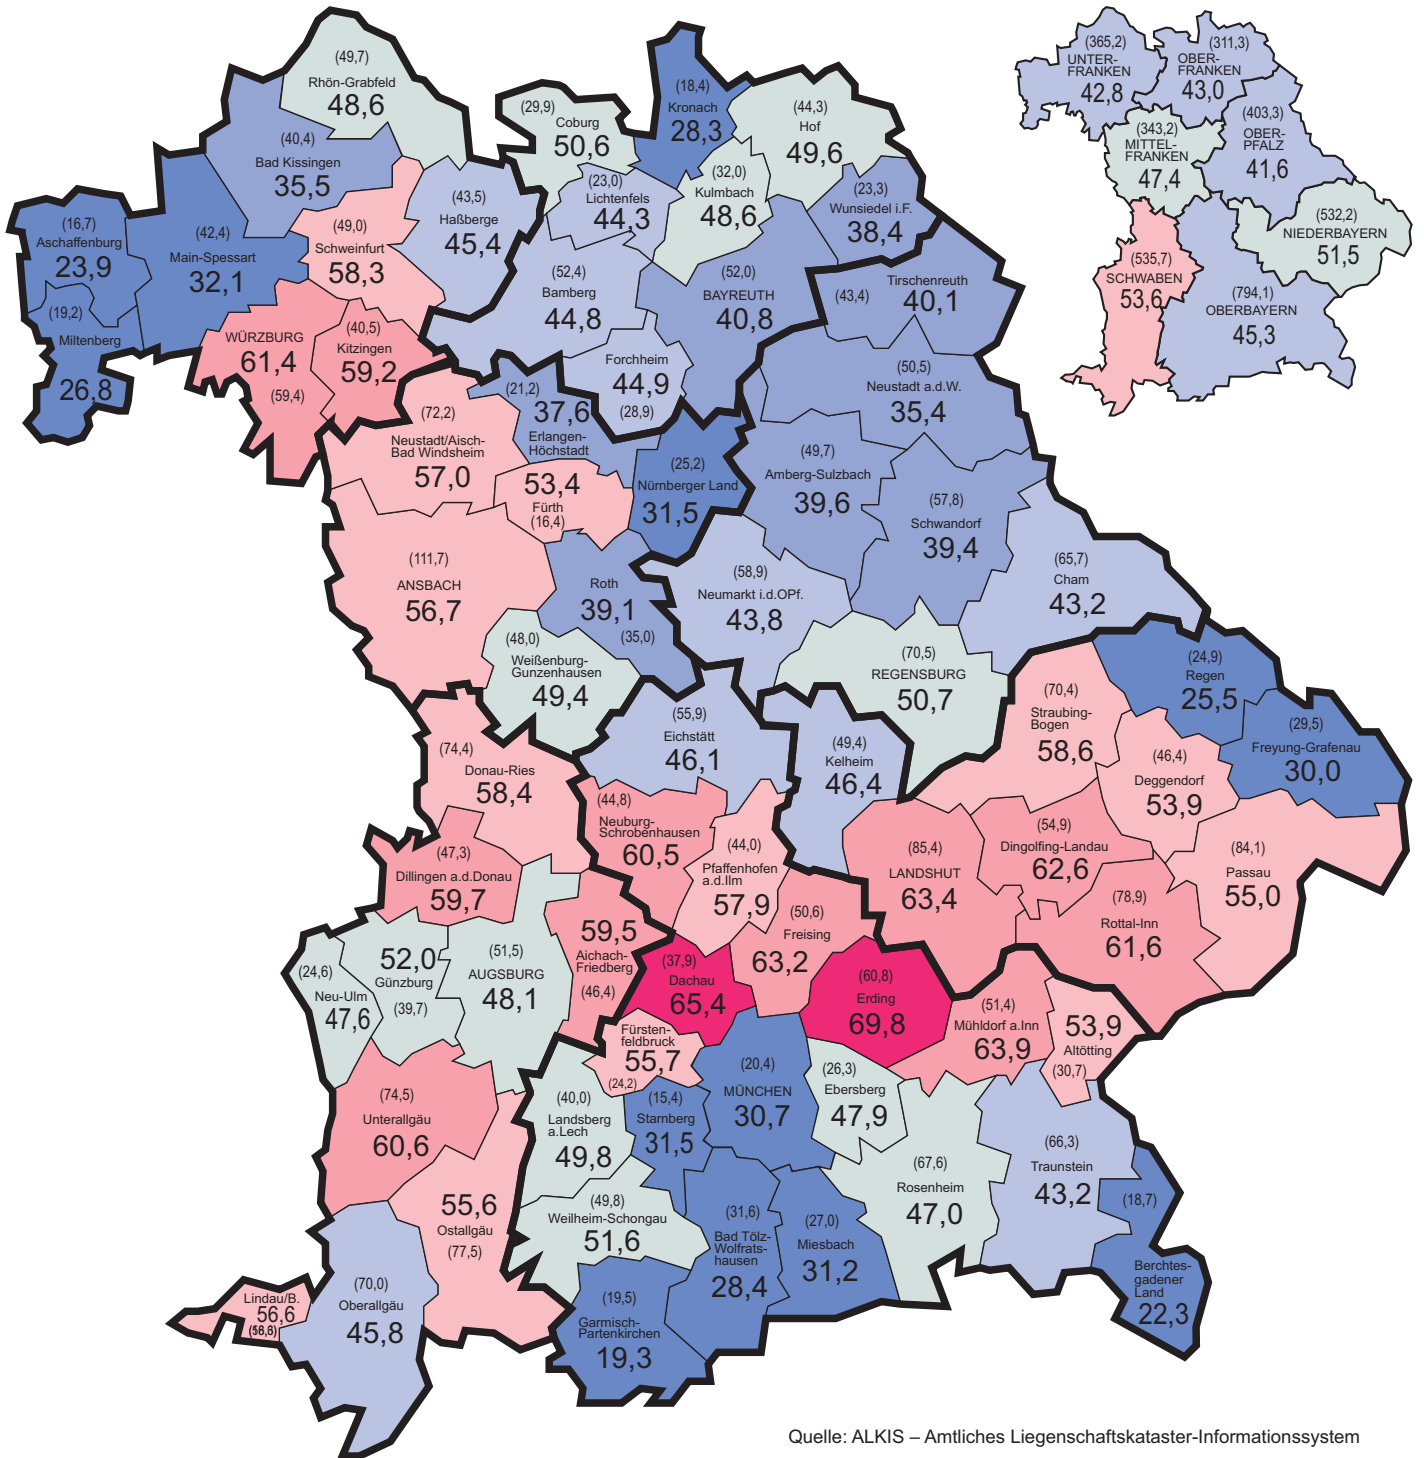 (49,7)
Rhön-Grabfeld
48,6
(40,4)
Bad Kissingen
35,5
(16,7)
Aschaffenburg
23,9
(42,4)
Main-Spessart
32,1
(19,2)
Miltenberg
26,8
(49,0)
Schweinfurt
58,3
(43,5)
Haßberge
45,4
WÜRZBURG
61,4
(59,4)
(40,5)
Kitzingen
59,2
(29,9)
Coburg
50,6
(18,4)
Kronach
28,3
(44,3)
Hof
49,6
(23,0)
Lichtenfels
44,3
(32,0)
Kulmbach
48,6
(23,3)
Wunsiedel i.F.
38,4
(52,4)
Bamberg
44,8
(52,0)
BAYREUTH
40,8
Forchheim
44,9
(28,9)
Tirschenreuth
(43,4)
40,1
(50,5)
Neustadt a.d.W.
35,4
(49,7)
Amberg-Sulzbach
39,6
(57,8)
Schwandorf
39,4
(65,7)
Cham
43,2
(58,9)
Neumarkt i.d.OPf.
43,8
(70,5)
REGENSBURG
50,7
(72,2)
Neustadt/Aisch-
Bad Windsheim
57,0
(21,2)
37,6
Erlangen-
Höchstadt
53,4
Fürth
(16,4)
(25,2)
Nürnberger Land
31,5
(111,7)
ANSBACH
56,7
Roth
39,1
(35,0)
(48,0)
Weißenburg-
Gunzenhausen
49,4
(24,9)
Regen
25,5
(29,5)
Freyung-Grafenau
30,0
(70,4)
Straubing-
Bogen
58,6
(46,4)
Deggendorf
53,9
(84,1)
Passau
55,0
(49,4)
Kelheim
46,4
(85,4)
LANDSHUT
63,4
(54,9)
Dingolfing-Landau
62,6
(78,9)
Rottal-Inn
61,6
(74,4)
Donau-Ries
58,4
(47,3)
Dillingen a.d.Donau
59,7
(24,6)
Neu-Ulm
47,6
52,0
Günzburg
(39,7)
(51,5)
AUGSBURG
48,1
59,5
Aichach-
Friedberg
(46,4)
(74,5)
Unterallgäu
60,6
55,6
Ostallgäu
(77,5)
(70,0)
Oberallgäu
45,8
Lindau/B.
56,6
(55,9)
Eichstätt
46,1
(44,8)
Neuburg-
Schrobenhausen
60,5
(44,0)
Pfaffenhofen
a.d.Ilm
57,9
(50,6)
Freising
63,2
(37,9)
Dachau
65,4
(60,8)
Erding
69,8
(51,4)
Mühldorf a.Inn
63,9
53,9
Altötting
(30,7)
Fürsten-
feldbruck
55,7
(24,2)
(20,4)
MÜNCHEN
30,7
(26,3)
Ebersberg
47,9
(40,0)
Landsberg
a.Lech
49,8
(15,4)
Starnberg
31,5
(49,8)
Weilheim-Schongau
51,6
(31,6)
Bad Tölz-
Wolfrats-
hausen
28,4
(27,0)
Miesbach
31,2
(67,6)
Rosenheim
47,0
(66,3)
Traunstein
43,2
(18,7)
Berchtes-
gadener
Land
22,3
(19,5)
Garmisch-
Partenkirchen
19,3
(365,2)
UNTER-
FRANKEN
42,8
(311,3)
OBER-
FRANKEN
43,0
(343,2)
MITTEL-
FRANKEN
47,4
(403,3)
OBER-
PFALZ
41,6
(532,2)
NIEDERBAYERN
51,5
(535,7)
SCHWABEN
53,6
(794,1)
OBERBAYERN
45,3
Quelle: ALKIS – Amtliches Liegenschaftskataster-Informationssystem